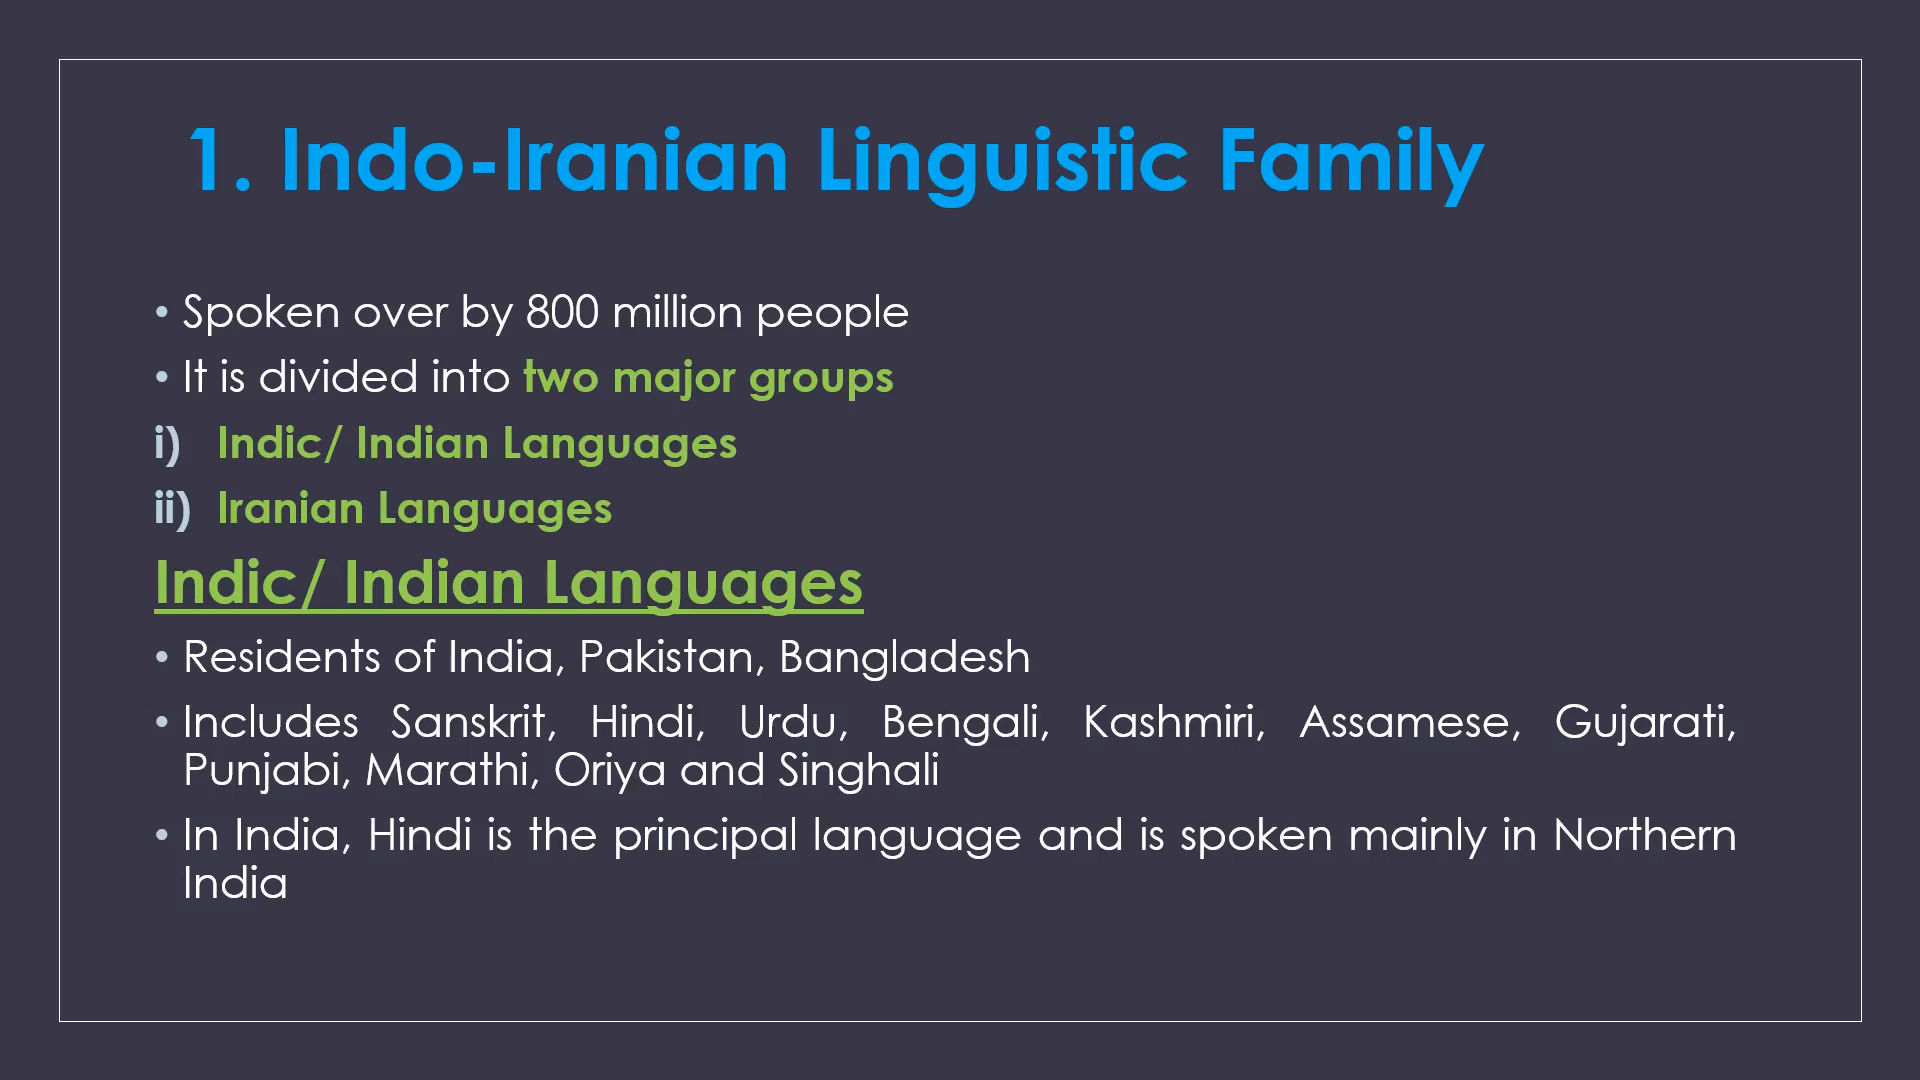 1. Indo-Iranian Linguistic Family
• Spoken over by 800 million people
• It is divided into two major groups
i) Indic/ Indian Languages
ii) Iranian Languages
Indic/ Indian Languages
• Residents of India, Pakistan, Bangladesh
• Includes Sanskrit, Hindi, Urdu, Bengali, Kashmiri, Assamese, Gujarati,
Punjabi, Marathi, Oriya and Singhali
• In India, Hindi is the principal language and is spoken mainly in Northern
India